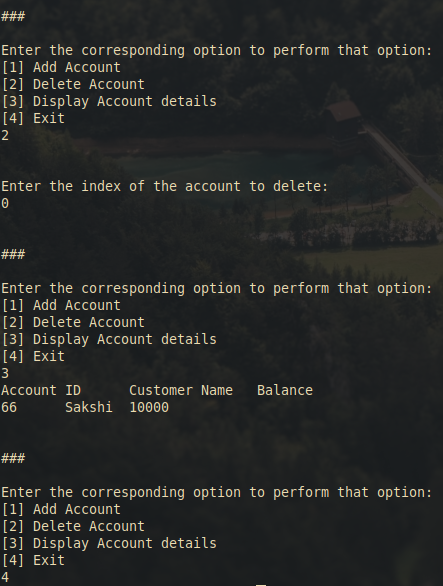 ###
Enter the corresponding option to perform that option:
[1] Add Account
[2] Delete Account
[3] Display Account details
[4] Exit
2
Enter the index of the account to delete:
0
###
Enter the corresponding option to perform that option:
[1] Add Account
[2] Delete Account
[3] Display Account details
[4] Exit
3
Account ID      Customer Name   Balance
66      Sakshi  10000
###
Enter the corresponding option to perform that option:
[1] Add Account
[2] Delete Account
[3] Display Account details
[4] Exit
4